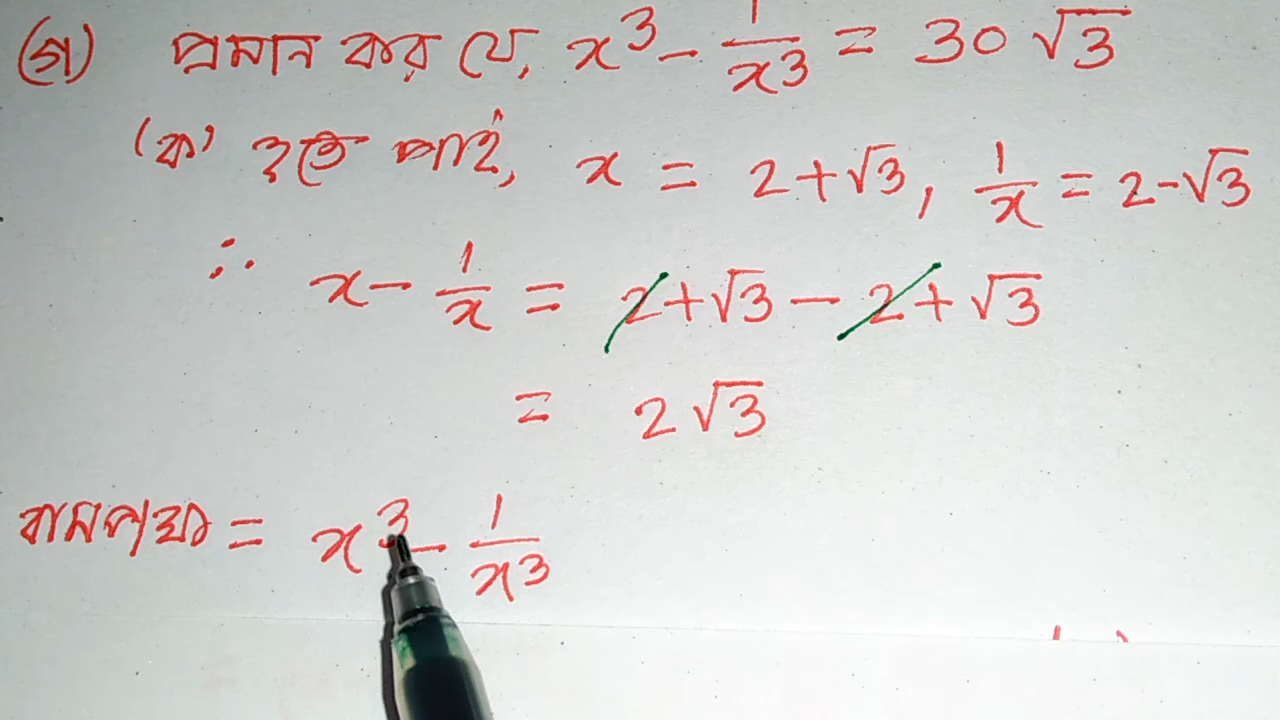 (গ) প্রমান কর যে, x³ - 1/x³ = 30√3
(ক) হতে পাই, x = 2+√3, 1/x = 2-√3
∴ x - 1/x = 2+√3 - 2+√3
= 2√3
বামপক্ষ = x³ - 1/x³